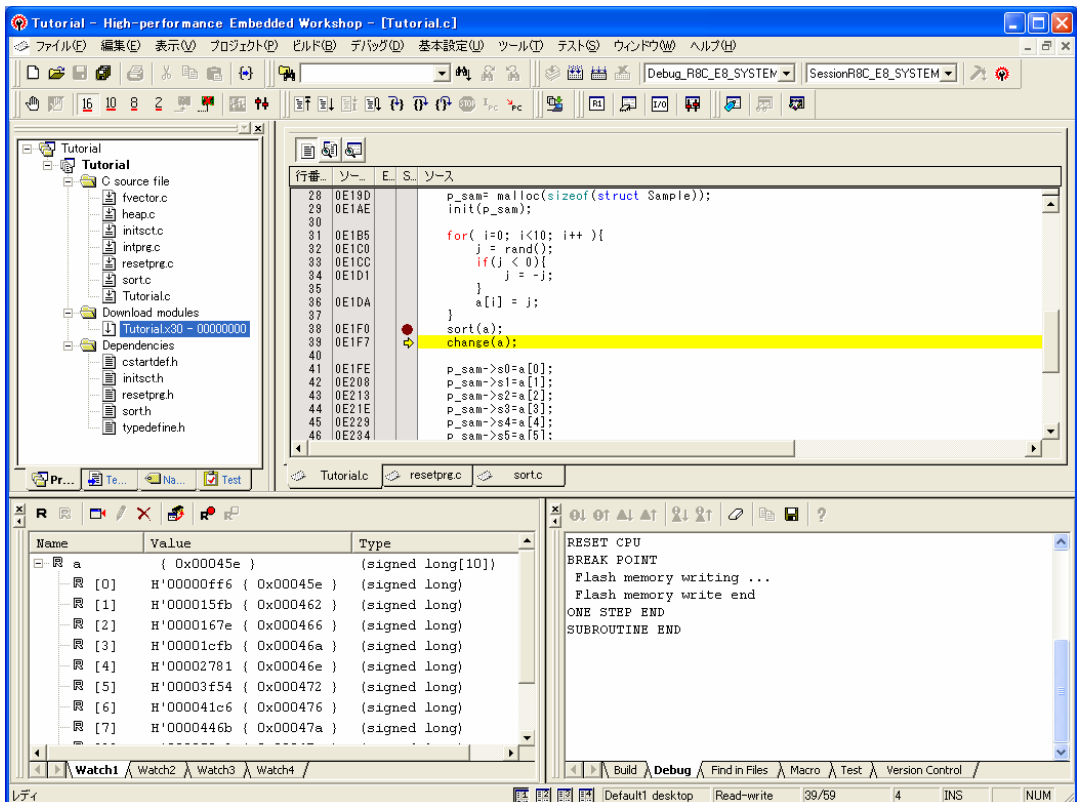 Tutorial - High-performance Embedded Workshop - [Tutorial.c]
ファイル(F) 編集(E) 表示(V) プロジェクト(P) ビルド(B) デバッグ(D) 基本設定(U) ツール(T) テスト(S) ウィンドウ(W) ヘルプ(H)
Debug_R8C_E8_SYSTEM SessionR8C_E8_SYSTEM
16 10 8 2
Tutorial
Tutorial
C source file
fvector.c
heap.c
initsct.c
intprg.c
resetprg.c
sort.c
Tutorial.c
Download modules
Tutorial.x30 - 00000000
Dependencies
cstartdef.h
initsct.h
resetprg.h
sort.h
typedefine.h
Pr... Te... Na... Test
行番... ソー... E.. S.. ソース
28 0E19D p_sam= malloc(sizeof(struct Sample));
29 0E1AE init(p_sam);
30
31 0E1B5 for( i=0; i<10; i++ ){
32 0E1C0 j = rand();
33 0E1CC if(j < 0){
34 0E1D1 j = -j;
35 }
36 0E1DA a[i] = j;
37 }
38 0E1F0 sort(a);
39 0E1F7 change(a);
40
41 0E1FE p_sam->s0=a[0];
42 0E208 p_sam->s1=a[1];
43 0E213 p_sam->s2=a[2];
44 0E21E p_sam->s3=a[3];
45 0E229 p_sam->s4=a[4];
46 0E234 p_sam->s5=a[5];
Tutorial.c resetprg.c sort.c
Name Value Type
R a { 0x00045e } (signed long[10])
R [0] H'00000ff6 { 0x00045e } (signed long)
R [1] H'000015fb { 0x000462 } (signed long)
R [2] H'0000167e { 0x000466 } (signed long)
R [3] H'00001cfb { 0x00046a } (signed long)
R [4] H'00002781 { 0x00046e } (signed long)
R [5] H'00003f54 { 0x000472 } (signed long)
R [6] H'000041c6 { 0x000476 } (signed long)
R [7] H'0000446b { 0x00047a } (signed long)
Watch1 Watch2 Watch3 Watch4
RESET CPU
BREAK POINT
Flash memory writing ...
Flash memory write end
ONE STEP END
SUBROUTINE END
Build Debug Find in Files Macro Test Version Control
レディ Default1 desktop Read-write 39/59 4 INS NUM